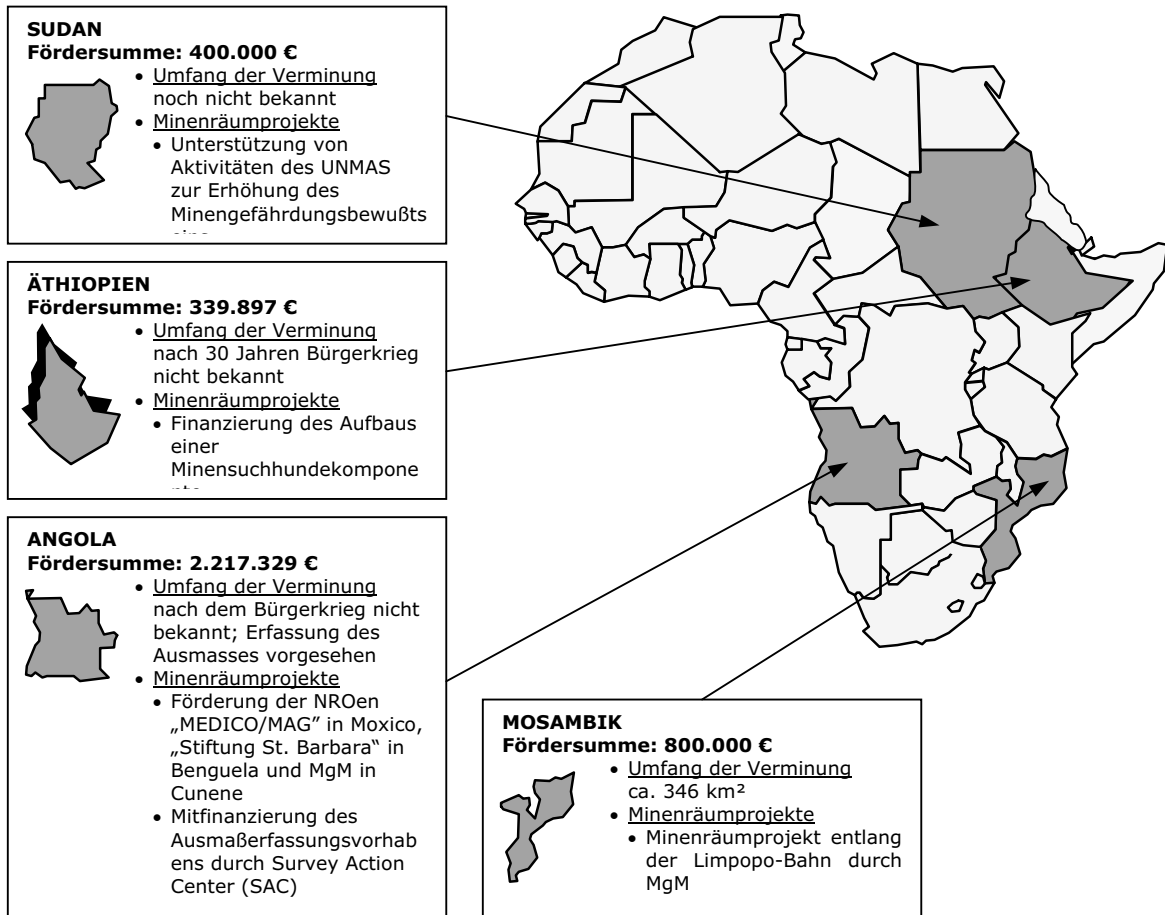 SUDAN
Fördersumme: 400.000 €
• Umfang der Verminung
noch nicht bekannt
• Minenräumprojekte
• Unterstützung von
Aktivitäten des UNMAS
zur Erhöhung des
Minengefährdungsbewußts
ÄTHIOPIEN
Fördersumme: 339.897 €
• Umfang der Verminung
nach 30 Jahren Bürgerkrieg
nicht bekannt
• Minenräumprojekte
• Finanzierung des Aufbaus
einer
Minensuchhundekompone
ANGOLA
Fördersumme: 2.217.329 €
• Umfang der Verminung
nach dem Bürgerkrieg nicht
bekannt; Erfassung des
Ausmasses vorgesehen
• Minenräumprojekte
• Förderung der NROen
„MEDICO/MAG” in Moxico,
„Stiftung St. Barbara“ in
Benguela und MgM in
Cunene
• Mitfinanzierung des
Ausmaßerfassungsvorhab
ens durch Survey Action
Center (SAC)
MOSAMBIK
Fördersumme: 800.000 €
• Umfang der Verminung
ca. 346 km²
• Minenräumprojekte
• Minenräumprojekt entlang
der Limpopo-Bahn durch
MgM